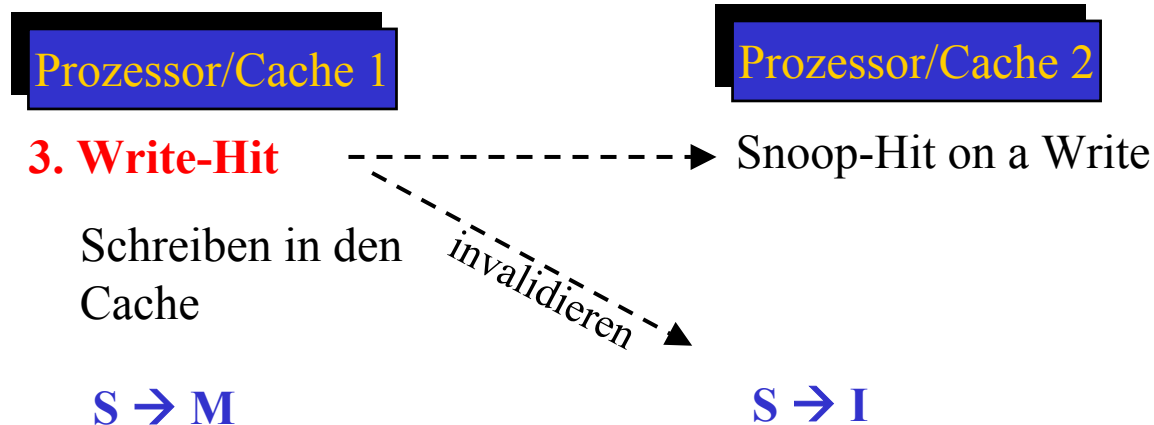 Prozessor/Cache 1
Prozessor/Cache 2
3. Write-Hit
Snoop-Hit on a Write
Schreiben in den
Cache
invalidieren
S → M
S → I